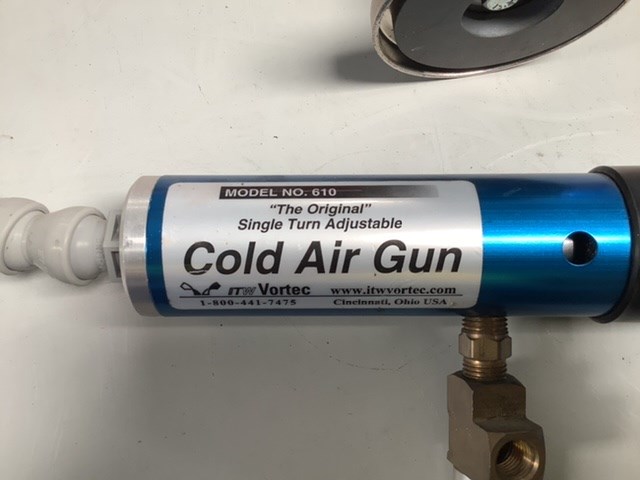 MODEL NO. 610
"The Original"
Single Turn Adjustable
Cold Air Gun
ITW Vortec www.itwvortec.com
1-800-441-7475 Cincinnati, Ohio USA